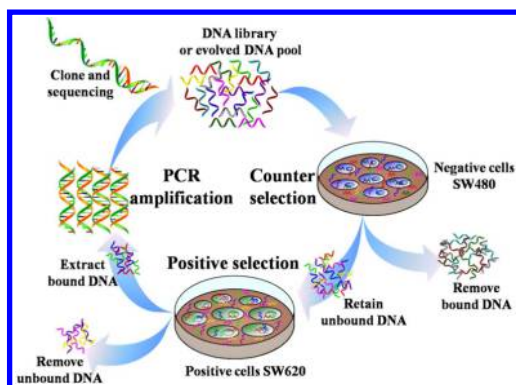 DNA library
or evolved DNA pool
Clone and
sequencing
PCR
amplification
Counter
selection
Negative cells
SW480
Extract
bound DNA
Positive selection
Retain
unbound DNA
Remove
bound DNA
Remove
unbound DNA
Positive cells SW620